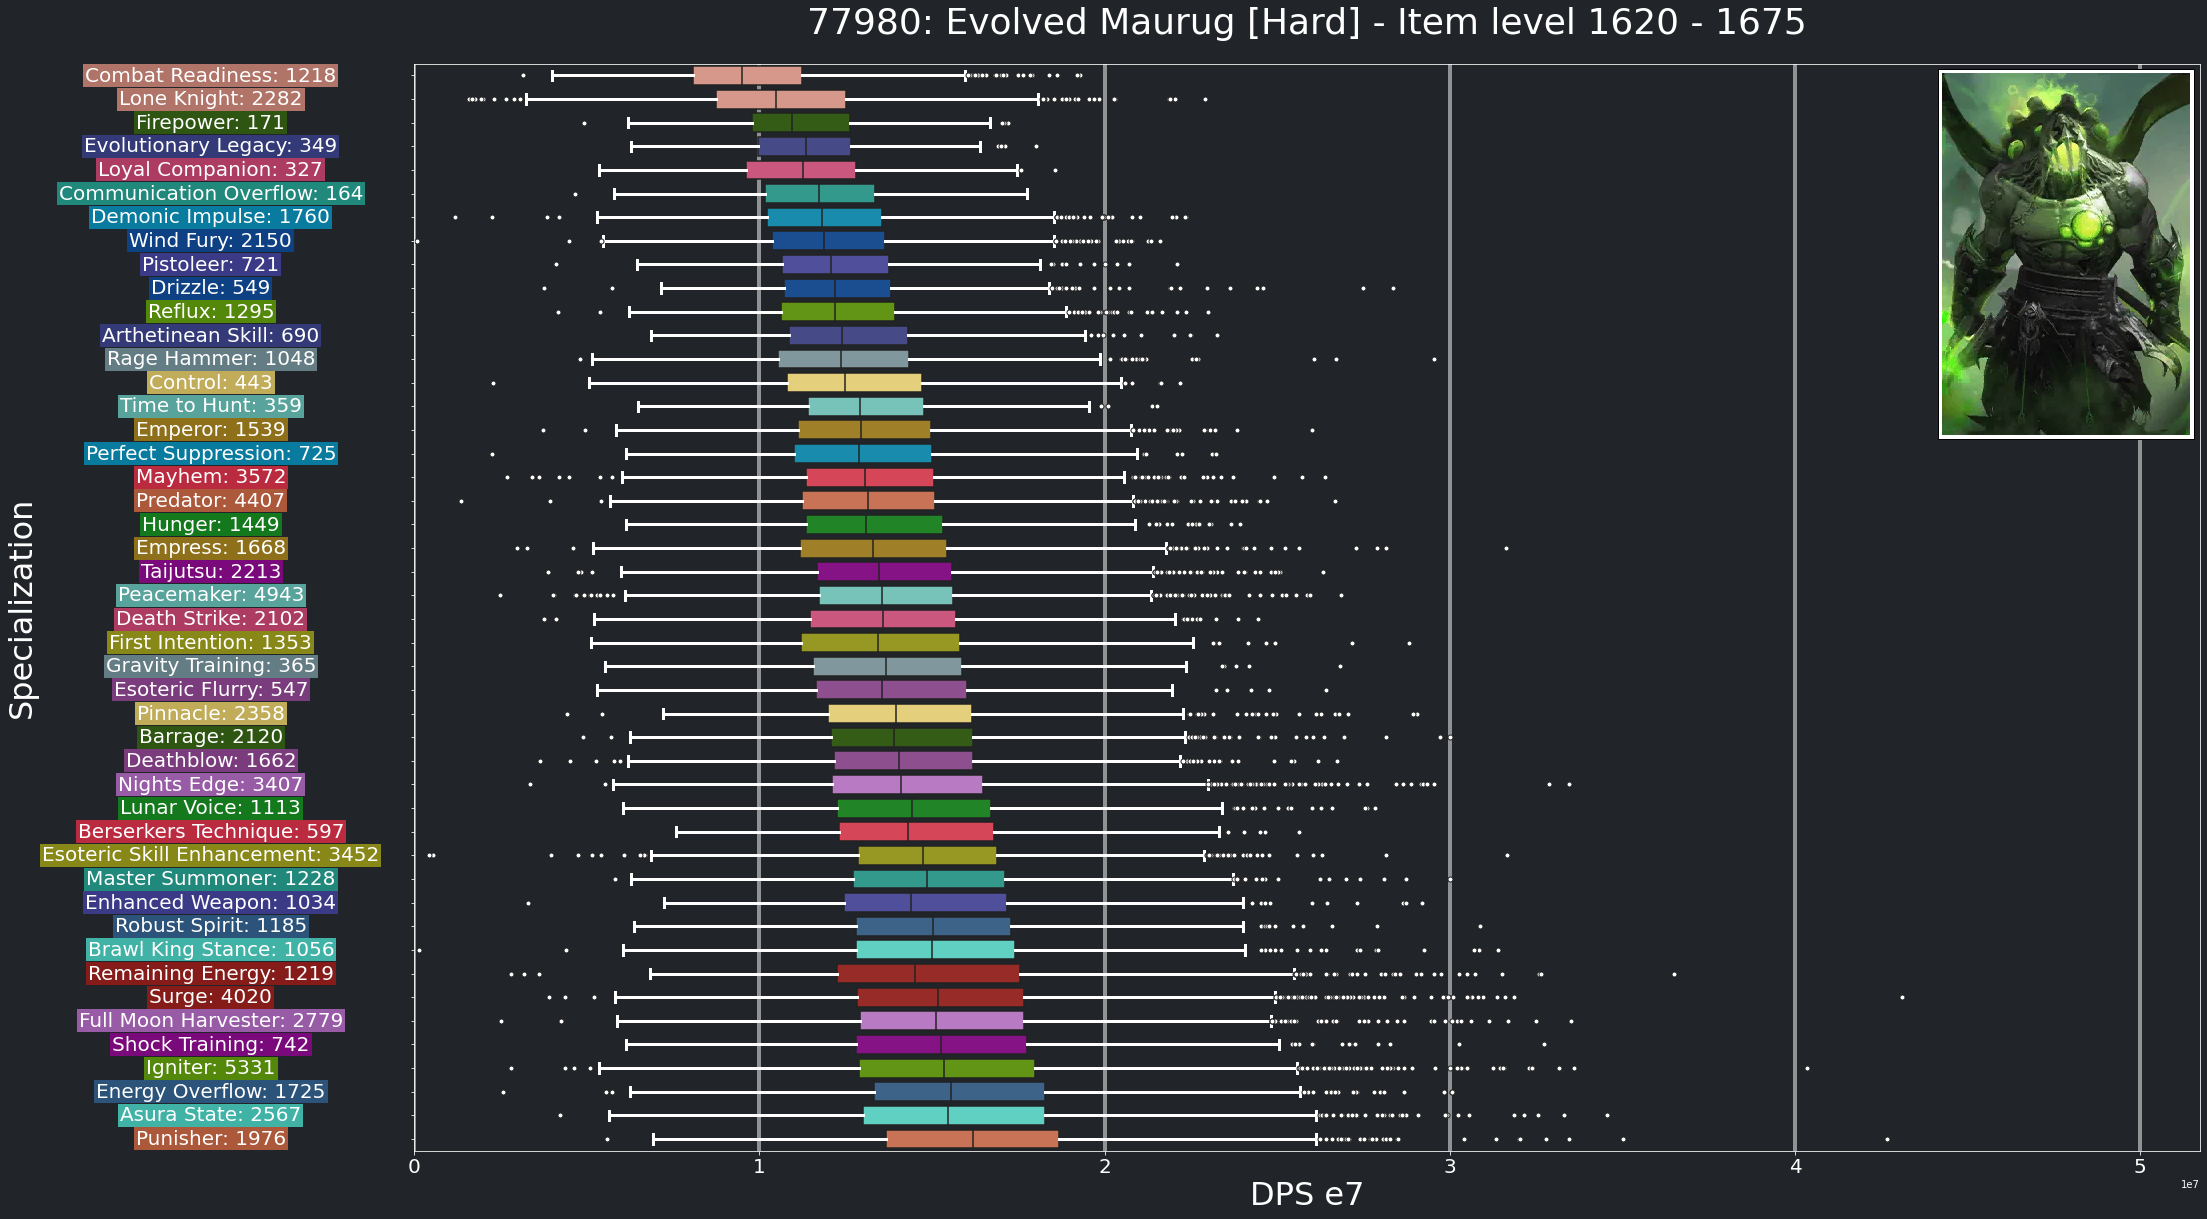 77980: Evolved Maurug [Hard] - Item level 1620 - 1675
Specialization
Combat Readiness: 1218
Lone Knight: 2282
Firepower: 171
Evolutionary Legacy: 349
Loyal Companion: 327
Communication Overflow: 164
Demonic Impulse: 1760
Wind Fury: 2150
Pistoleer: 721
Drizzle: 549
Reflux: 1295
Arthetinean Skill: 690
Rage Hammer: 1048
Control: 443
Time to Hunt: 359
Emperor: 1539
Perfect Suppression: 725
Mayhem: 3572
Predator: 4407
Hunger: 1449
Empress: 1668
Taijutsu: 2213
Peacemaker: 4943
Death Strike: 2102
First Intention: 1353
Gravity Training: 365
Esoteric Flurry: 547
Pinnacle: 2358
Barrage: 2120
Deathblow: 1662
Nights Edge: 3407
Lunar Voice: 1113
Berserkers Technique: 597
Esoteric Skill Enhancement: 3452
Master Summoner: 1228
Enhanced Weapon: 1034
Robust Spirit: 1185
Brawl King Stance: 1056
Remaining Energy: 1219
Surge: 4020
Full Moon Harvester: 2779
Shock Training: 742
Igniter: 5331
Energy Overflow: 1725
Asura State: 2567
Punisher: 1976
0 1 2 3 4 5
DPS e7
1e7